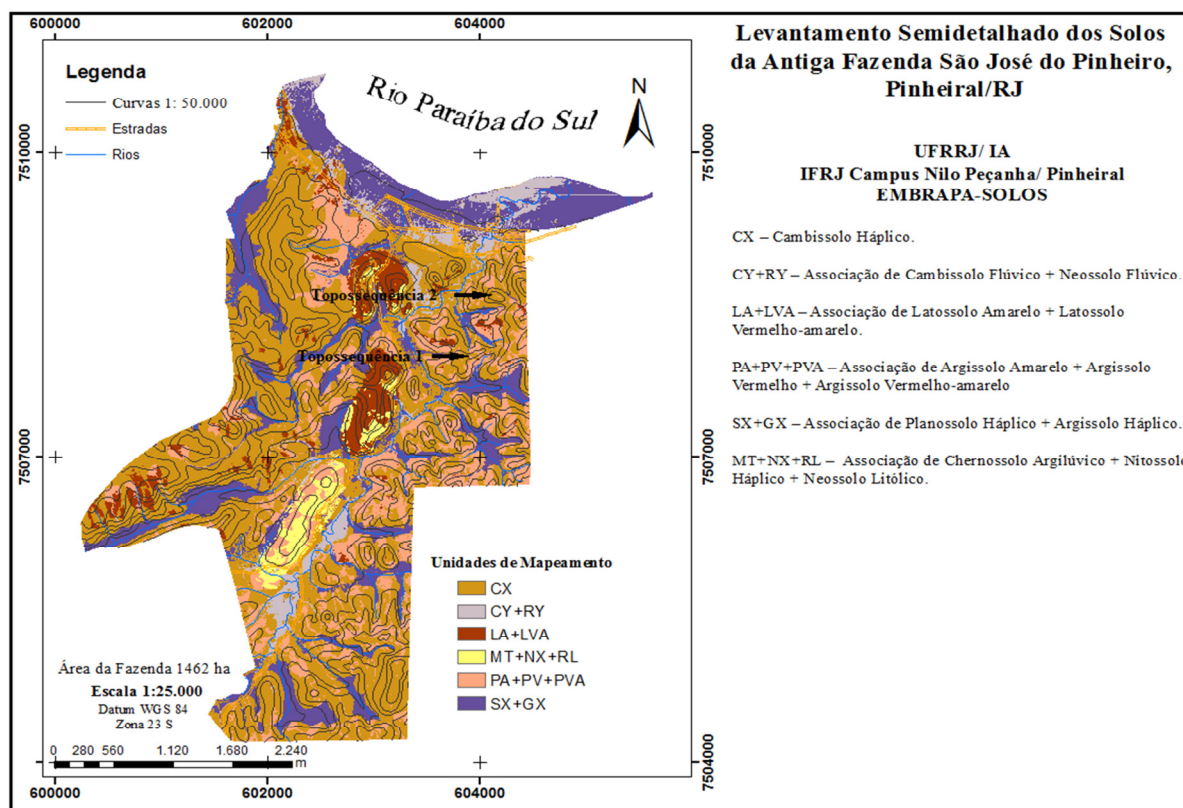 600000
602000
604000
Legenda
Curvas 1: 50.000
Estradas
Rios
Rio Paraíba do Sul
N
7510000
7510000
Topossequência 2
Topossequência 1
7507000
7507000
Unidades de Mapeamento
CX
CY+RY
LA+LVA
MT+NX+RL
PA+PV+PVA
SX+GX
Área da Fazenda 1462 ha
Escala 1:25.000
Datum WGS 84
Zona 23 S
0 280 560 1.120 1.680 2.240
m
7504000
600000
602000
604000
Levantamento Semidetalhado dos Solos
da Antiga Fazenda São José do Pinheiro,
Pinheiral/RJ
UFRRJ/ IA
IFRJ Campus Nilo Peçanha/ Pinheiral
EMBRAPA-SOLOS
CX – Cambissolo Háplico.
CY+RY – Associação de Cambissolo Flúvico + Neossolo Flúvico.
LA+LVA – Associação de Latossolo Amarelo + Latossolo
Vermelho-amarelo.
PA+PV+PVA – Associação de Argissolo Amarelo + Argissolo
Vermelho + Argissolo Vermelho-amarelo
SX+GX – Associação de Planossolo Háplico + Argissolo Háplico.
MT+NX+RL – Associação de Chernossolo Argilúvico + Nitossolo
Háplico + Neossolo Litólico.